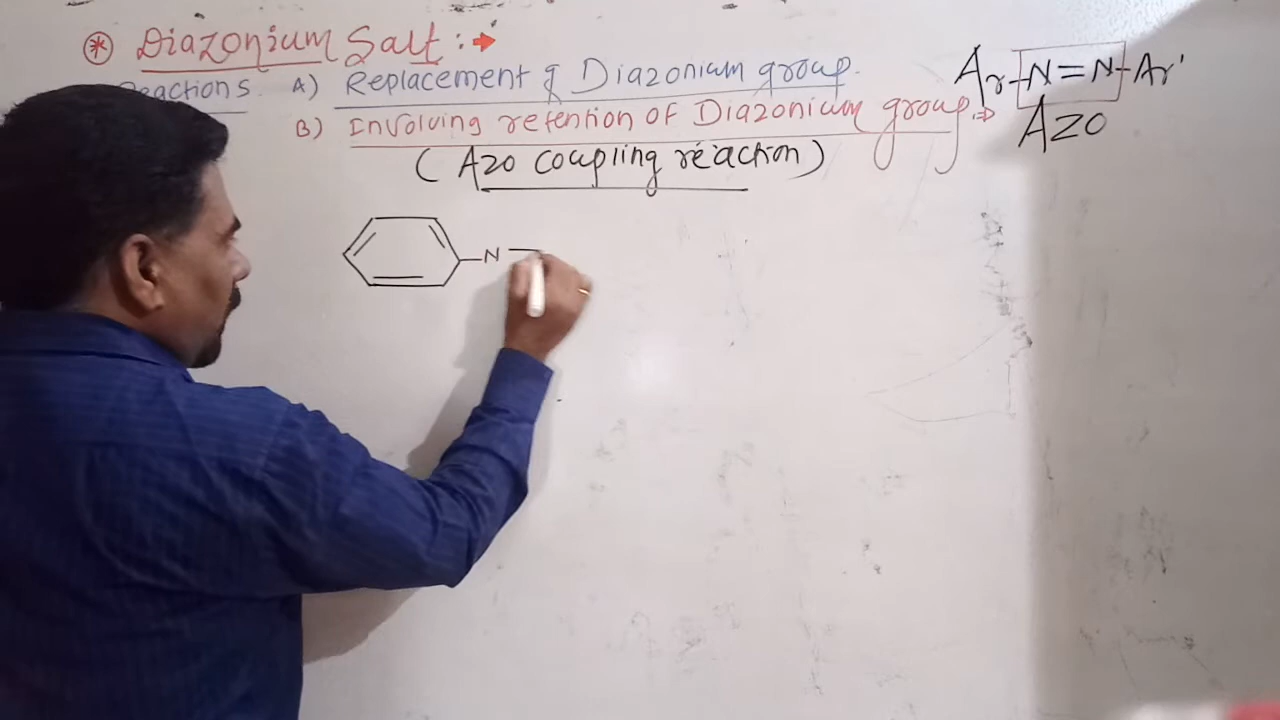 * Diazonium Salt :→
Reactions. A) Replacement of Diazonium group.
B) Involving retention of Diazonium group.⇒
(Azo coupling reaction)
Ar-N=N-Ar'
Azo
-N